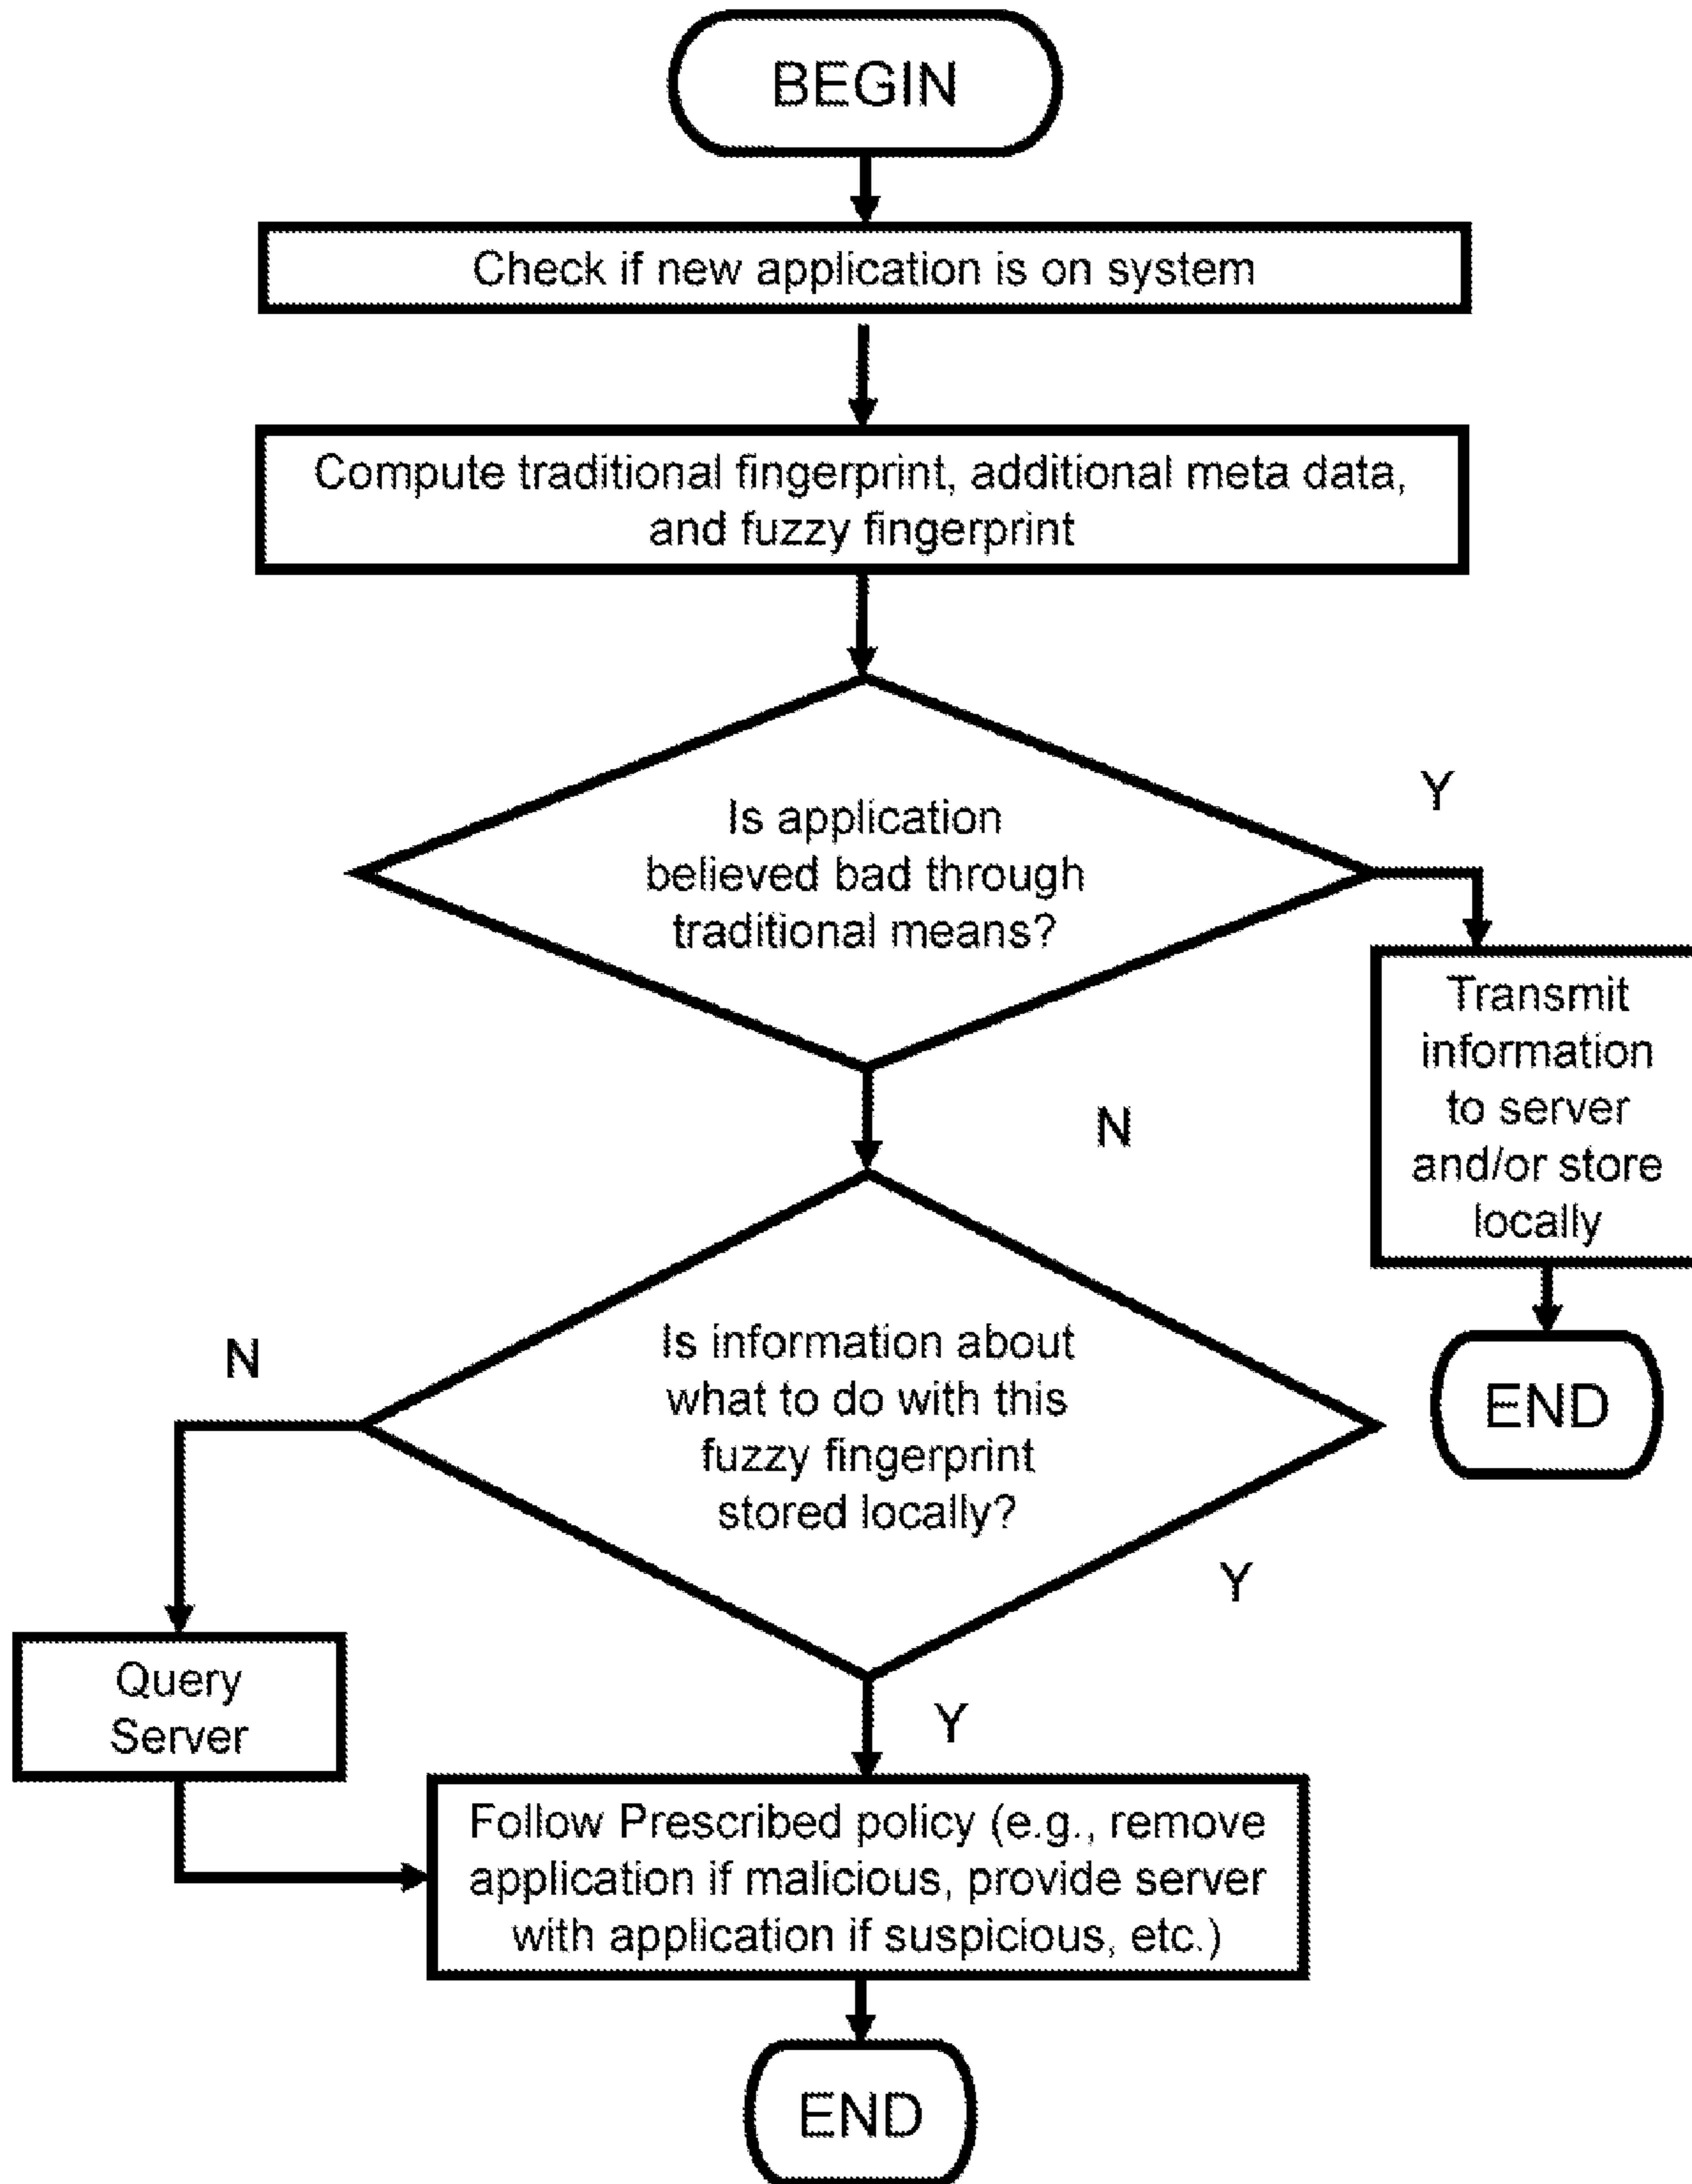 BEGIN
Check if new application is on system
Compute traditional fingerprint, additional meta data,
and fuzzy fingerprint
Is application
believed bad through
traditional means?
Y
Transmit
information
to server
and/or store
locally
END
N
Is information about
what to do with this
fuzzy fingerprint
stored locally?
N
Y
Query
Server
Y
Follow Prescribed policy (e.g., remove
application if malicious, provide server
with application if suspicious, etc.)
END